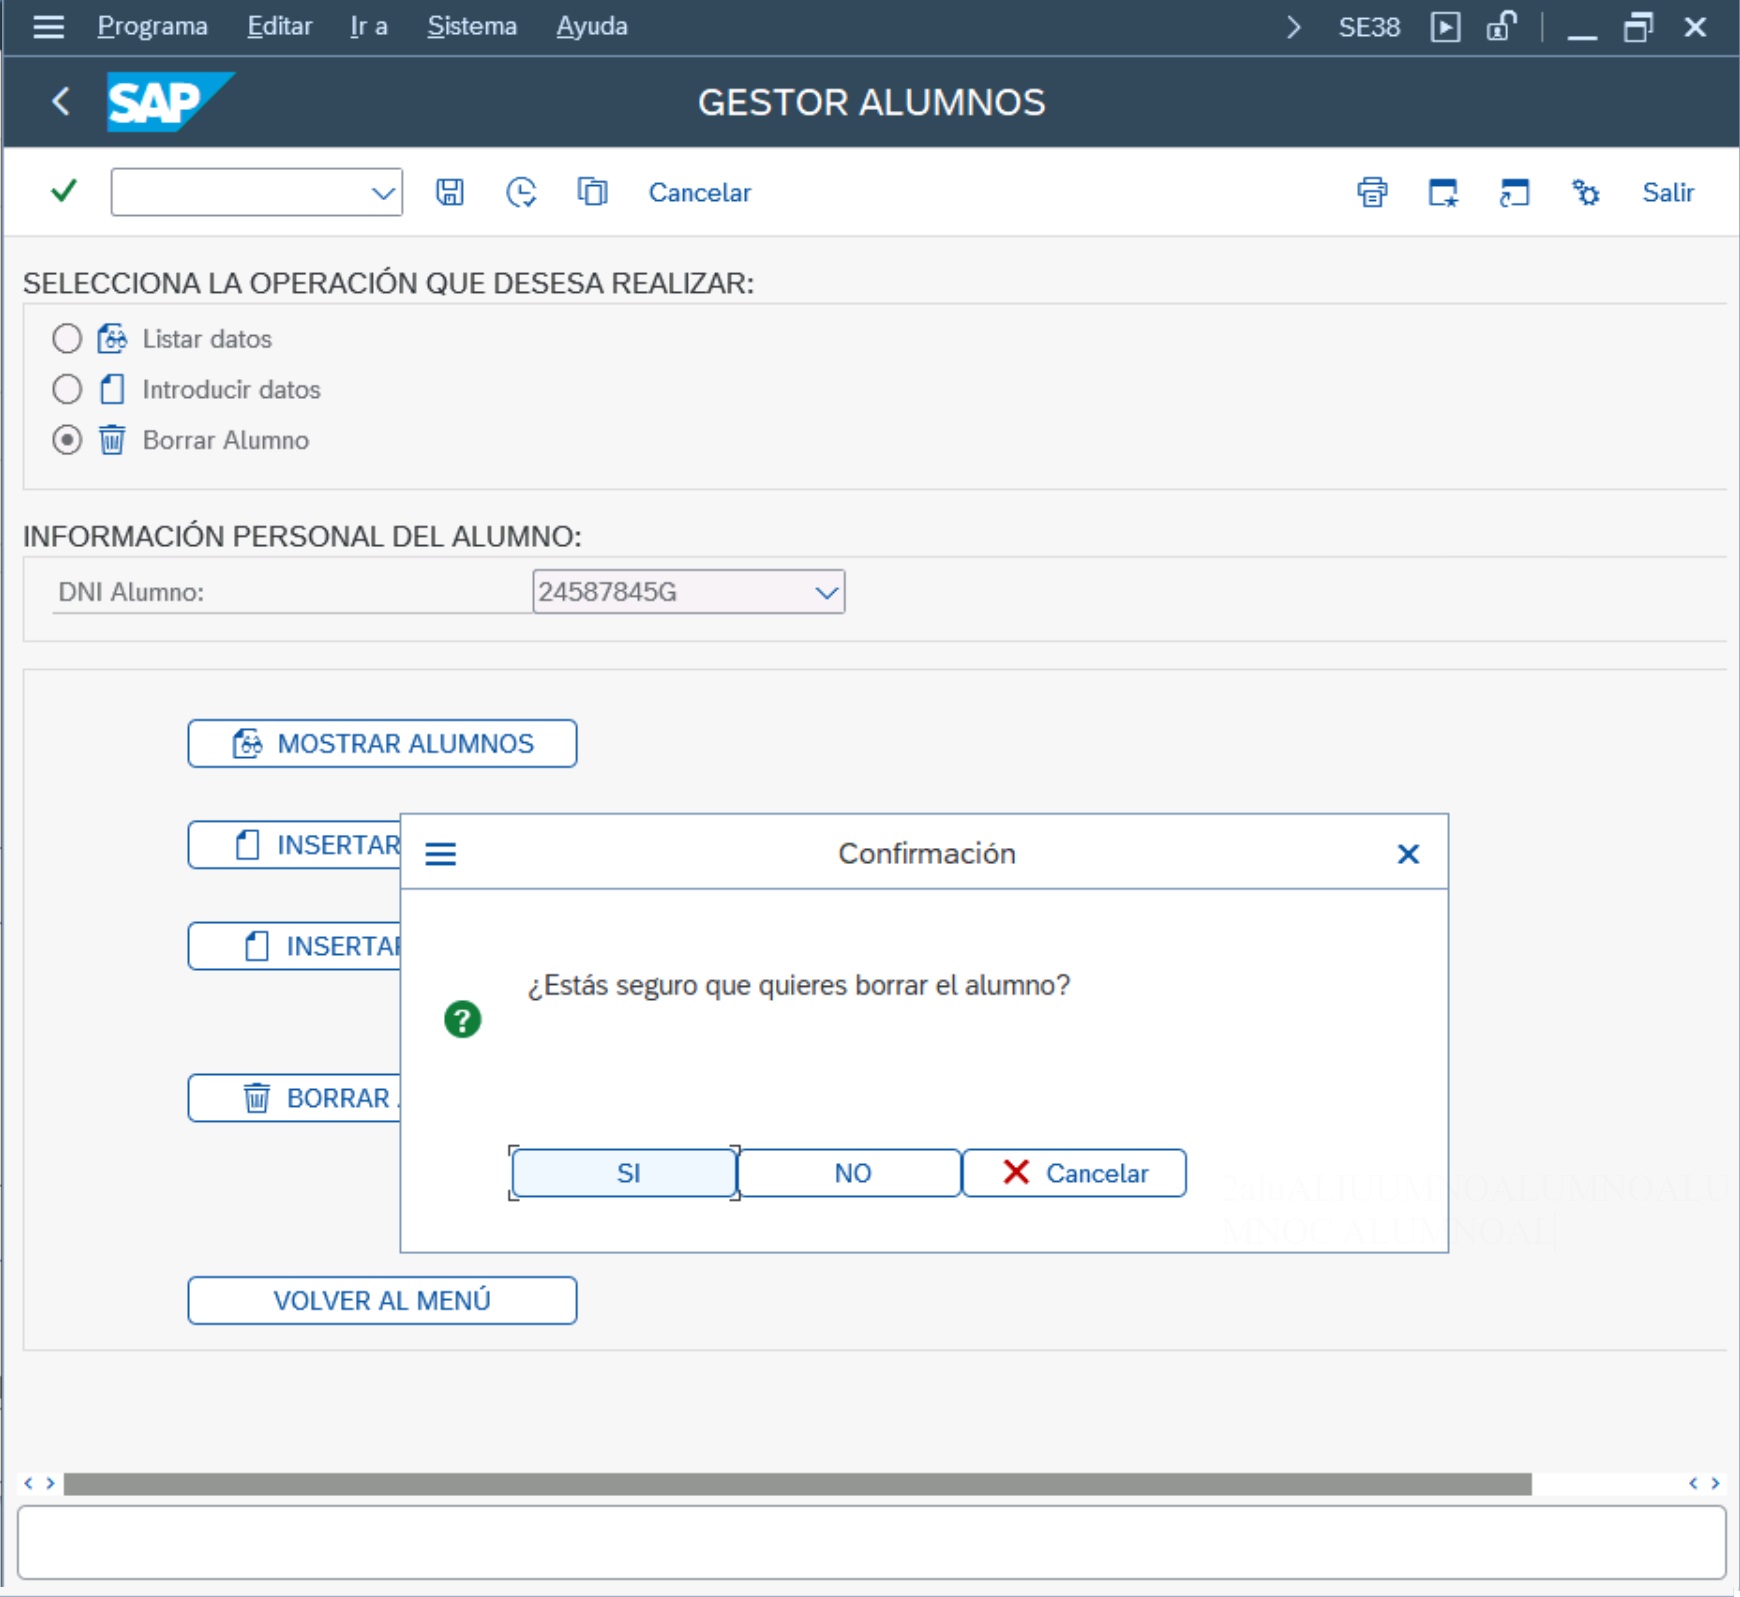 Programa Editar Ir a Sistema Ayuda SE38
SAP GESTOR ALUMNOS
Cancelar Salir
SELECCIONA LA OPERACIÓN QUE DESESA REALIZAR:
Listar datos
Introducir datos
Borrar Alumno
INFORMACIÓN PERSONAL DEL ALUMNO:
DNI Alumno: 24587845G
MOSTRAR ALUMNOS
INSERTAR
INSERTAR
BORRAR
Confirmación
¿Estás seguro que quieres borrar el alumno?
SI NO Cancelar
VOLVER AL MENÚ